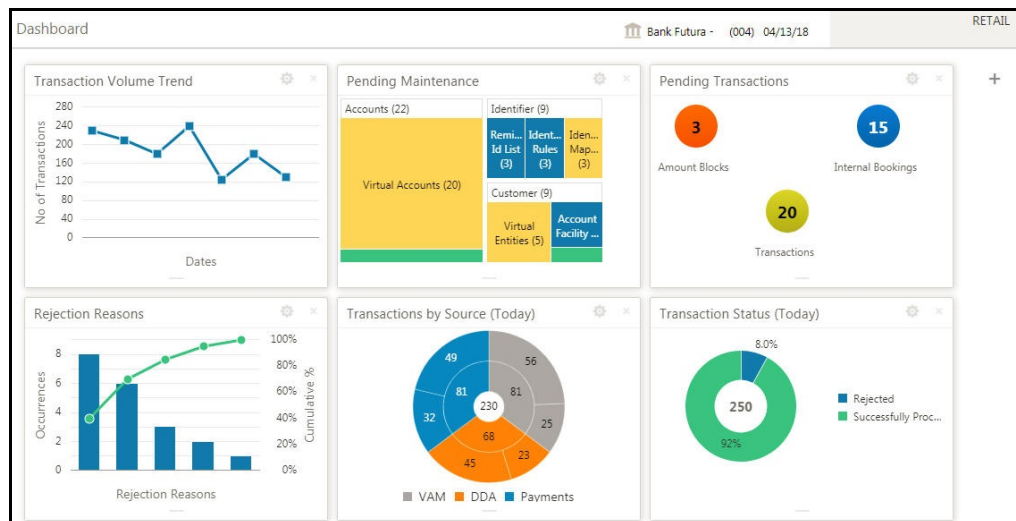 Dashboard
Bank Futura - (004) 04/13/18
RETAIL
Transaction Volume Trend
No of Transactions
280
240
200
160
120
80
40
0
Dates
Pending Maintenance
Accounts (22)
Virtual Accounts (20)
Identifier (9)
Remi... Ident... Iden...
Id List Rules Map...
(3) (3) (3)
Customer (9)
Virtual
Entities (5)
Account
Facility ...
Pending Transactions
3
Amount Blocks
15
Internal Bookings
20
Transactions
+
Rejection Reasons
Occurrences
8
6
4
2
0
100%
80%
60%
40%
20%
0%
Cumulative %
Rejection Reasons
Transactions by Source (Today)
49
56
81
81
230
32
25
68
45
23
VAM DDA Payments
Transaction Status (Today)
8.0%
250
92%
Rejected
Successfully Proc...